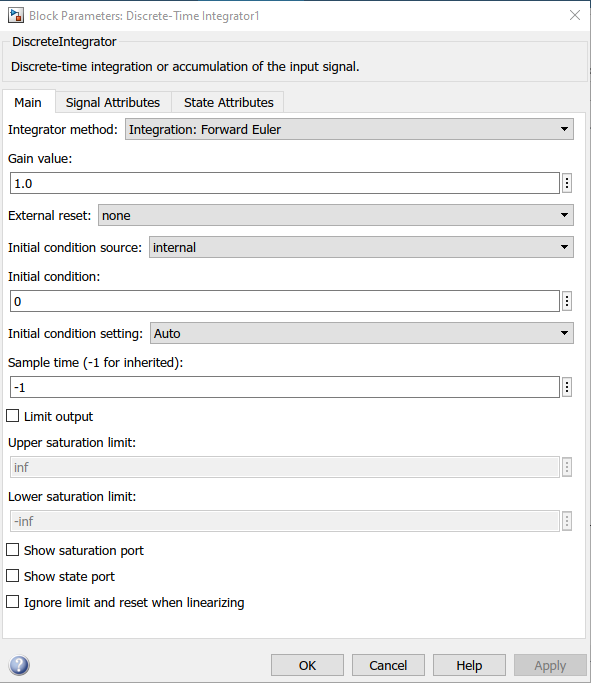 Block Parameters: Discrete-Time Integrator1
DiscreteIntegrator
Discrete-time integration or accumulation of the input signal.
Main Signal Attributes State Attributes
Integrator method: Integration: Forward Euler
Gain value:
1.0
External reset: none
Initial condition source: internal
Initial condition:
0
Initial condition setting: Auto
Sample time (-1 for inherited):
-1
Limit output
Upper saturation limit:
inf
Lower saturation limit:
-inf
Show saturation port
Show state port
Ignore limit and reset when linearizing
? OK Cancel Help Apply